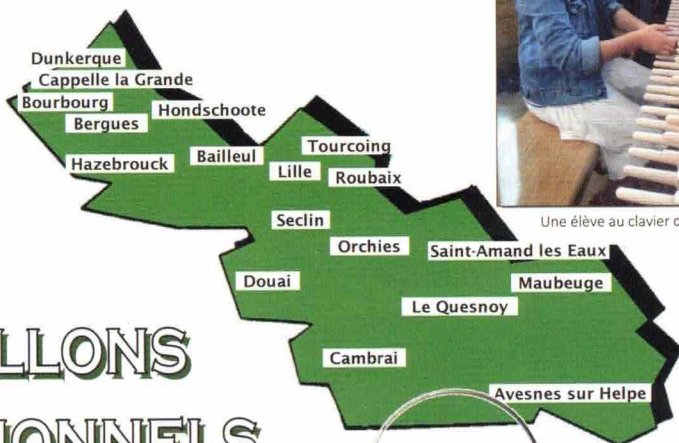 Dunkerque
Cappelle la Grande
Bourbourg
Hondschoote
Bergues
Tourcoing
Bailleul
Hazebrouck
Lille
Roubaix
Une élève au clavier
Seclin
Orchies
Saint-Amand les Eaux
Douai
Maubeuge
Le Quesnoy
Cambrai
Avesnes sur Helpe